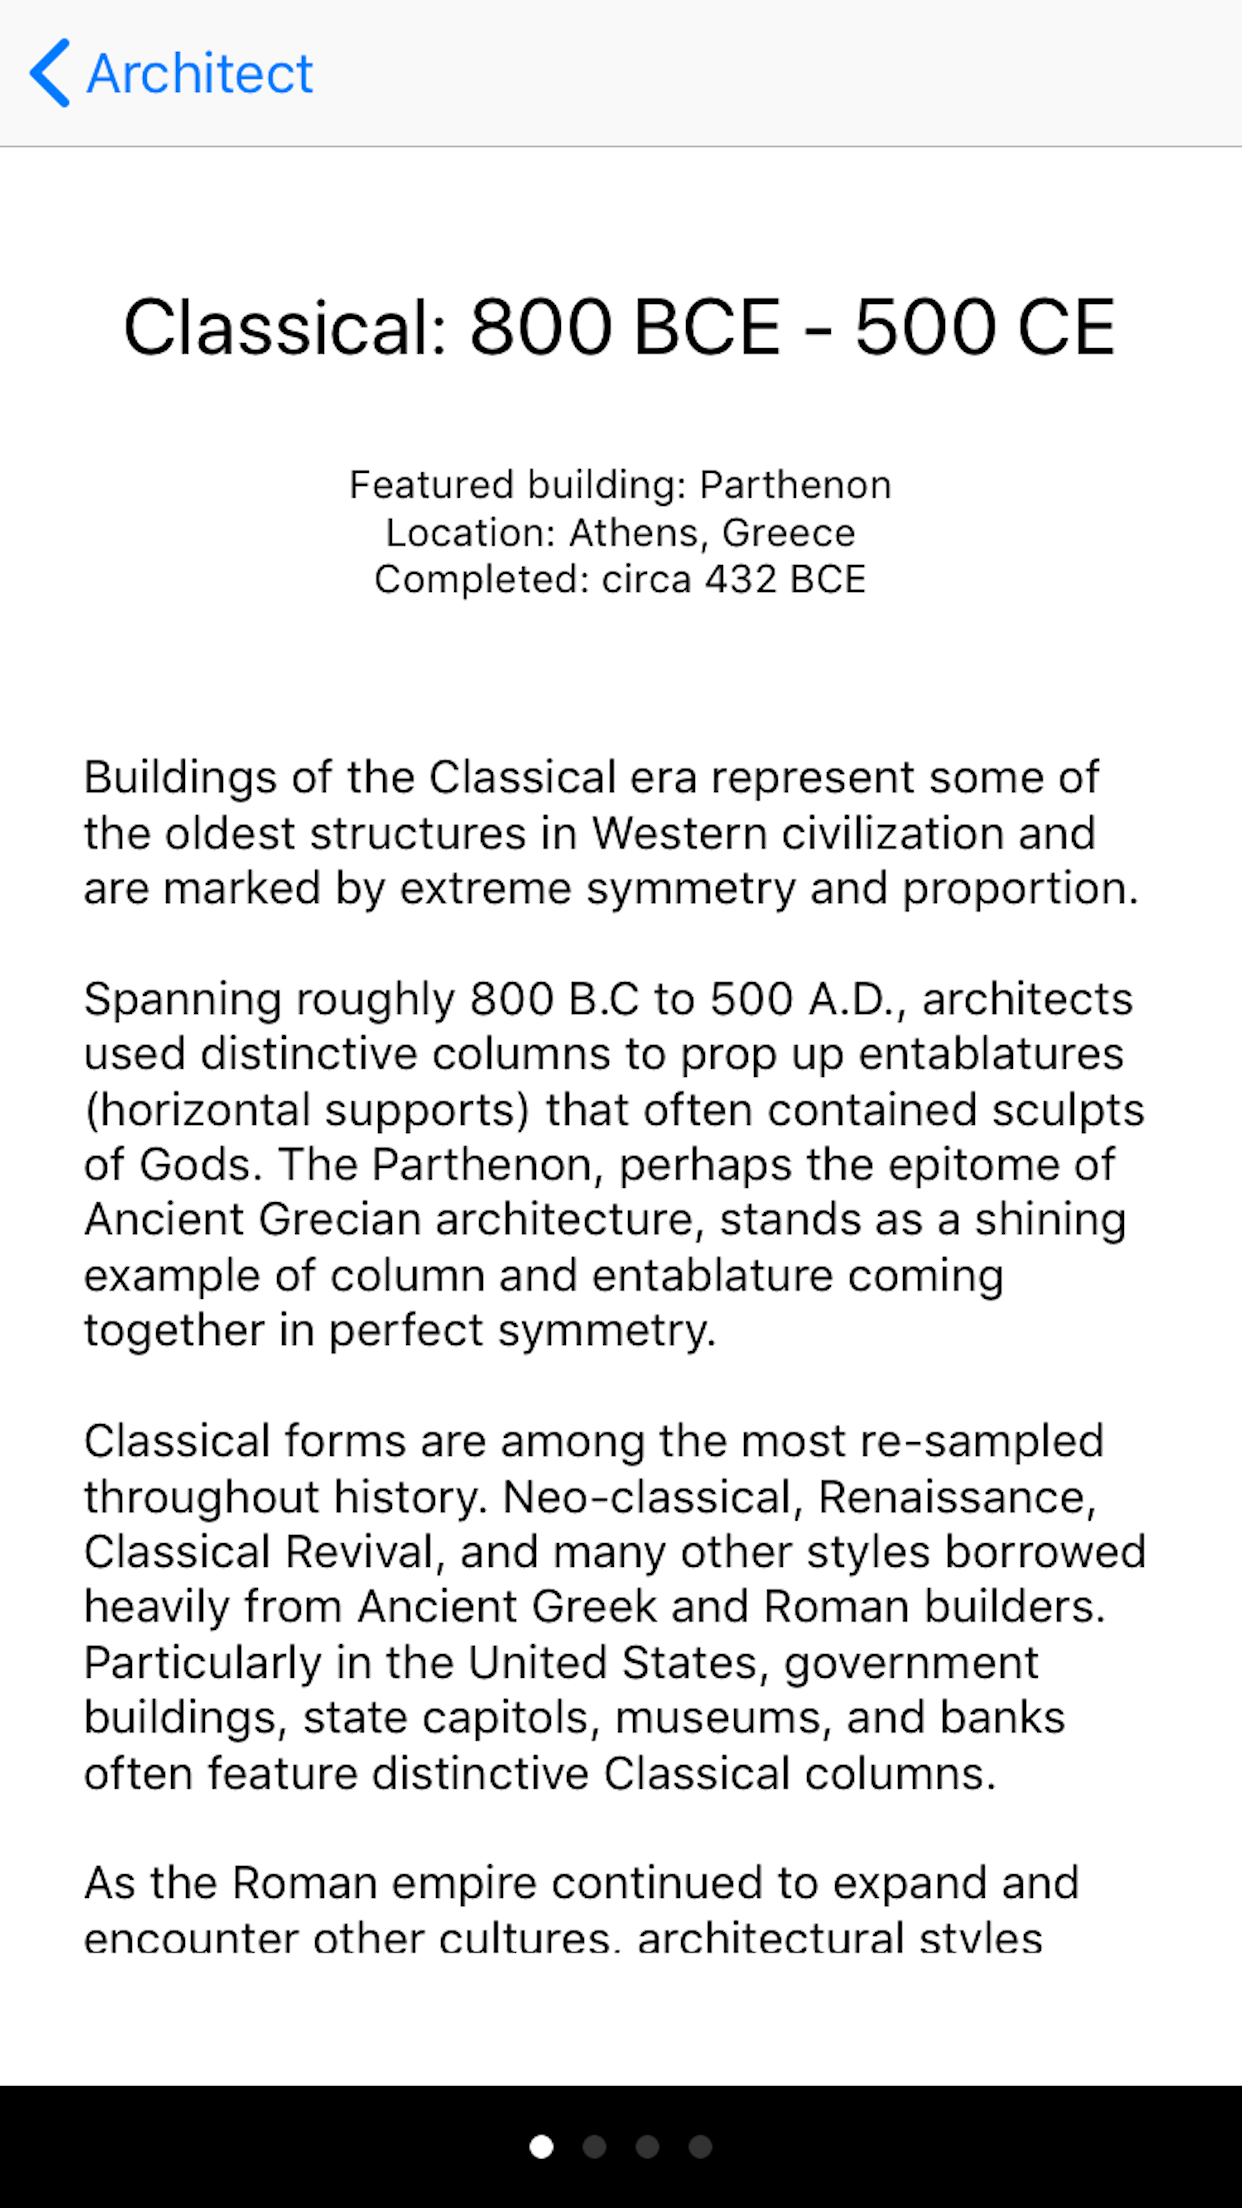 Architect
Classical: 800 BCE - 500 CE
Featured building: Parthenon
Location: Athens, Greece
Completed: circa 432 BCE
Buildings of the Classical era represent some of
the oldest structures in Western civilization and
are marked by extreme symmetry and proportion.
Spanning roughly 800 B.C to 500 A.D., architects
used distinctive columns to prop up entablatures
(horizontal supports) that often contained sculpts
of Gods. The Parthenon, perhaps the epitome of
Ancient Grecian architecture, stands as a shining
example of column and entablature coming
together in perfect symmetry.
Classical forms are among the most re-sampled
throughout history. Neo-classical, Renaissance,
Classical Revival, and many other styles borrowed
heavily from Ancient Greek and Roman builders.
Particularly in the United States, government
buildings, state capitols, museums, and banks
often feature distinctive Classical columns.
As the Roman empire continued to expand and
encounter other cultures, architectural styles